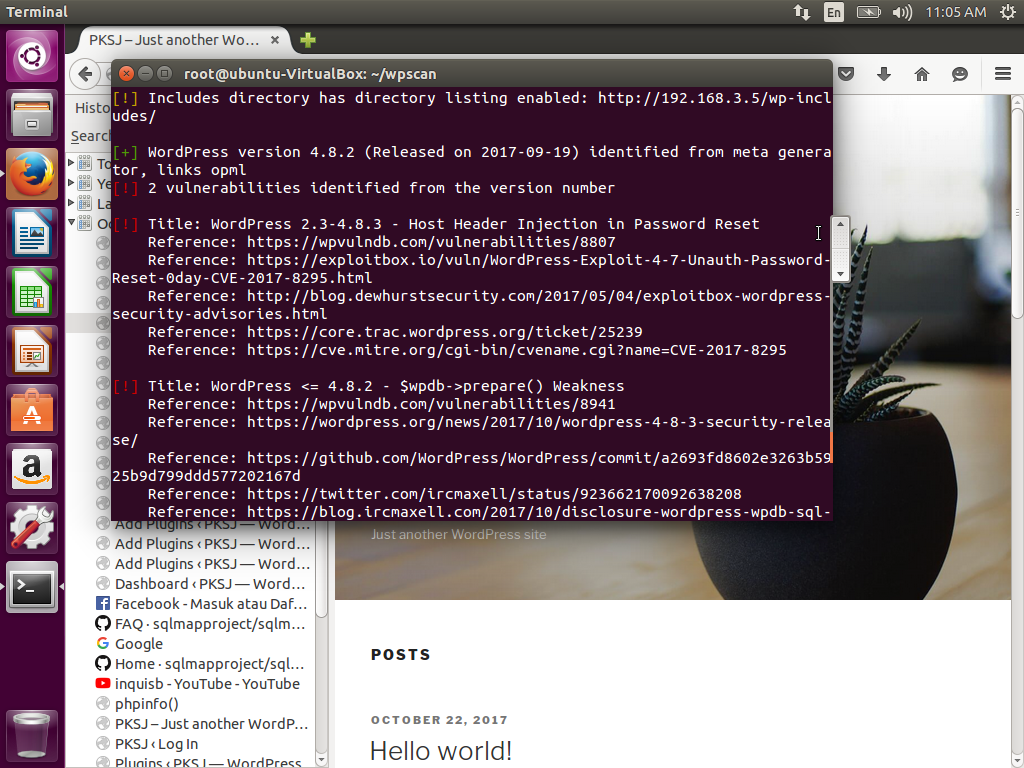 Terminal
En
11:05 AM
PKSJ – Just another Wo…
root@ubuntu-VirtualBox: ~/wpscan
Histo
Searc
To
Ye
La
Oc
[!] Includes directory has directory listing enabled: http://192.168.3.5/wp-incl
udes/
[+] WordPress version 4.8.2 (Released on 2017-09-19) identified from meta genera
tor, links opml
[!] 2 vulnerabilities identified from the version number
[!] Title: WordPress 2.3-4.8.3 - Host Header Injection in Password Reset
Reference: https://wpvulndb.com/vulnerabilities/8807
Reference: https://exploitbox.io/vuln/WordPress-Exploit-4-7-Unauth-Password-
Reset-0day-CVE-2017-8295.html
Reference: http://blog.dewhurstsecurity.com/2017/05/04/exploitbox-wordpress-
security-advisories.html
Reference: https://core.trac.wordpress.org/ticket/25239
Reference: https://cve.mitre.org/cgi-bin/cvename.cgi?name=CVE-2017-8295
[!] Title: WordPress <= 4.8.2 - $wpdb->prepare() Weakness
Reference: https://wpvulndb.com/vulnerabilities/8941
Reference: https://wordpress.org/news/2017/10/wordpress-4-8-3-security-relea
se/
Reference: https://github.com/WordPress/WordPress/commit/a2693fd8602e3263b59
25b9d799ddd577202167d
Reference: https://twitter.com/ircmaxell/status/923662170092638208
Reference: https://blog.ircmaxell.com/2017/10/disclosure-wordpress-wpdb-sql-
Add Plugins ‹ PKSJ — Word…
Add Plugins ‹ PKSJ — Word…
Add Plugins ‹ PKSJ — Word…
Dashboard ‹ PKSJ — Word…
Facebook - Masuk atau Daf…
FAQ · sqlmapproject/sqlm…
Google
Home · sqlmapproject/sql…
inquisb - YouTube - YouTube
phpinfo()
PKSJ – Just another WordP…
PKSJ ‹ Log In
Plugins ‹ PKSJ — WordPress
Just another WordPress site
POSTS
OCTOBER 22, 2017
Hello world!